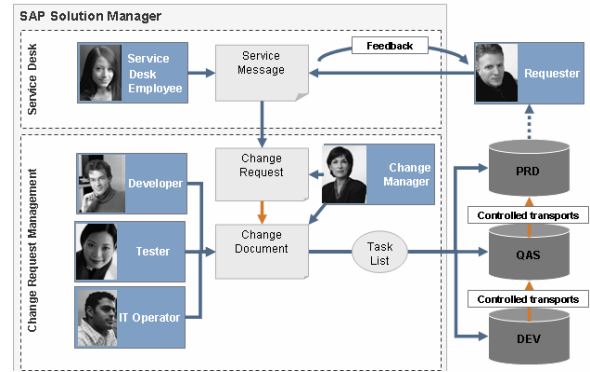 SAP Solution Manager
Service Desk
Service
Desk
Employee
Service
Message
Feedback
Requester
Change Request Management
Developer
Tester
IT Operator
Change
Request
Change
Manager
Change
Document
Task
List
PRD
Controlled transports
QAS
Controlled transports
DEV